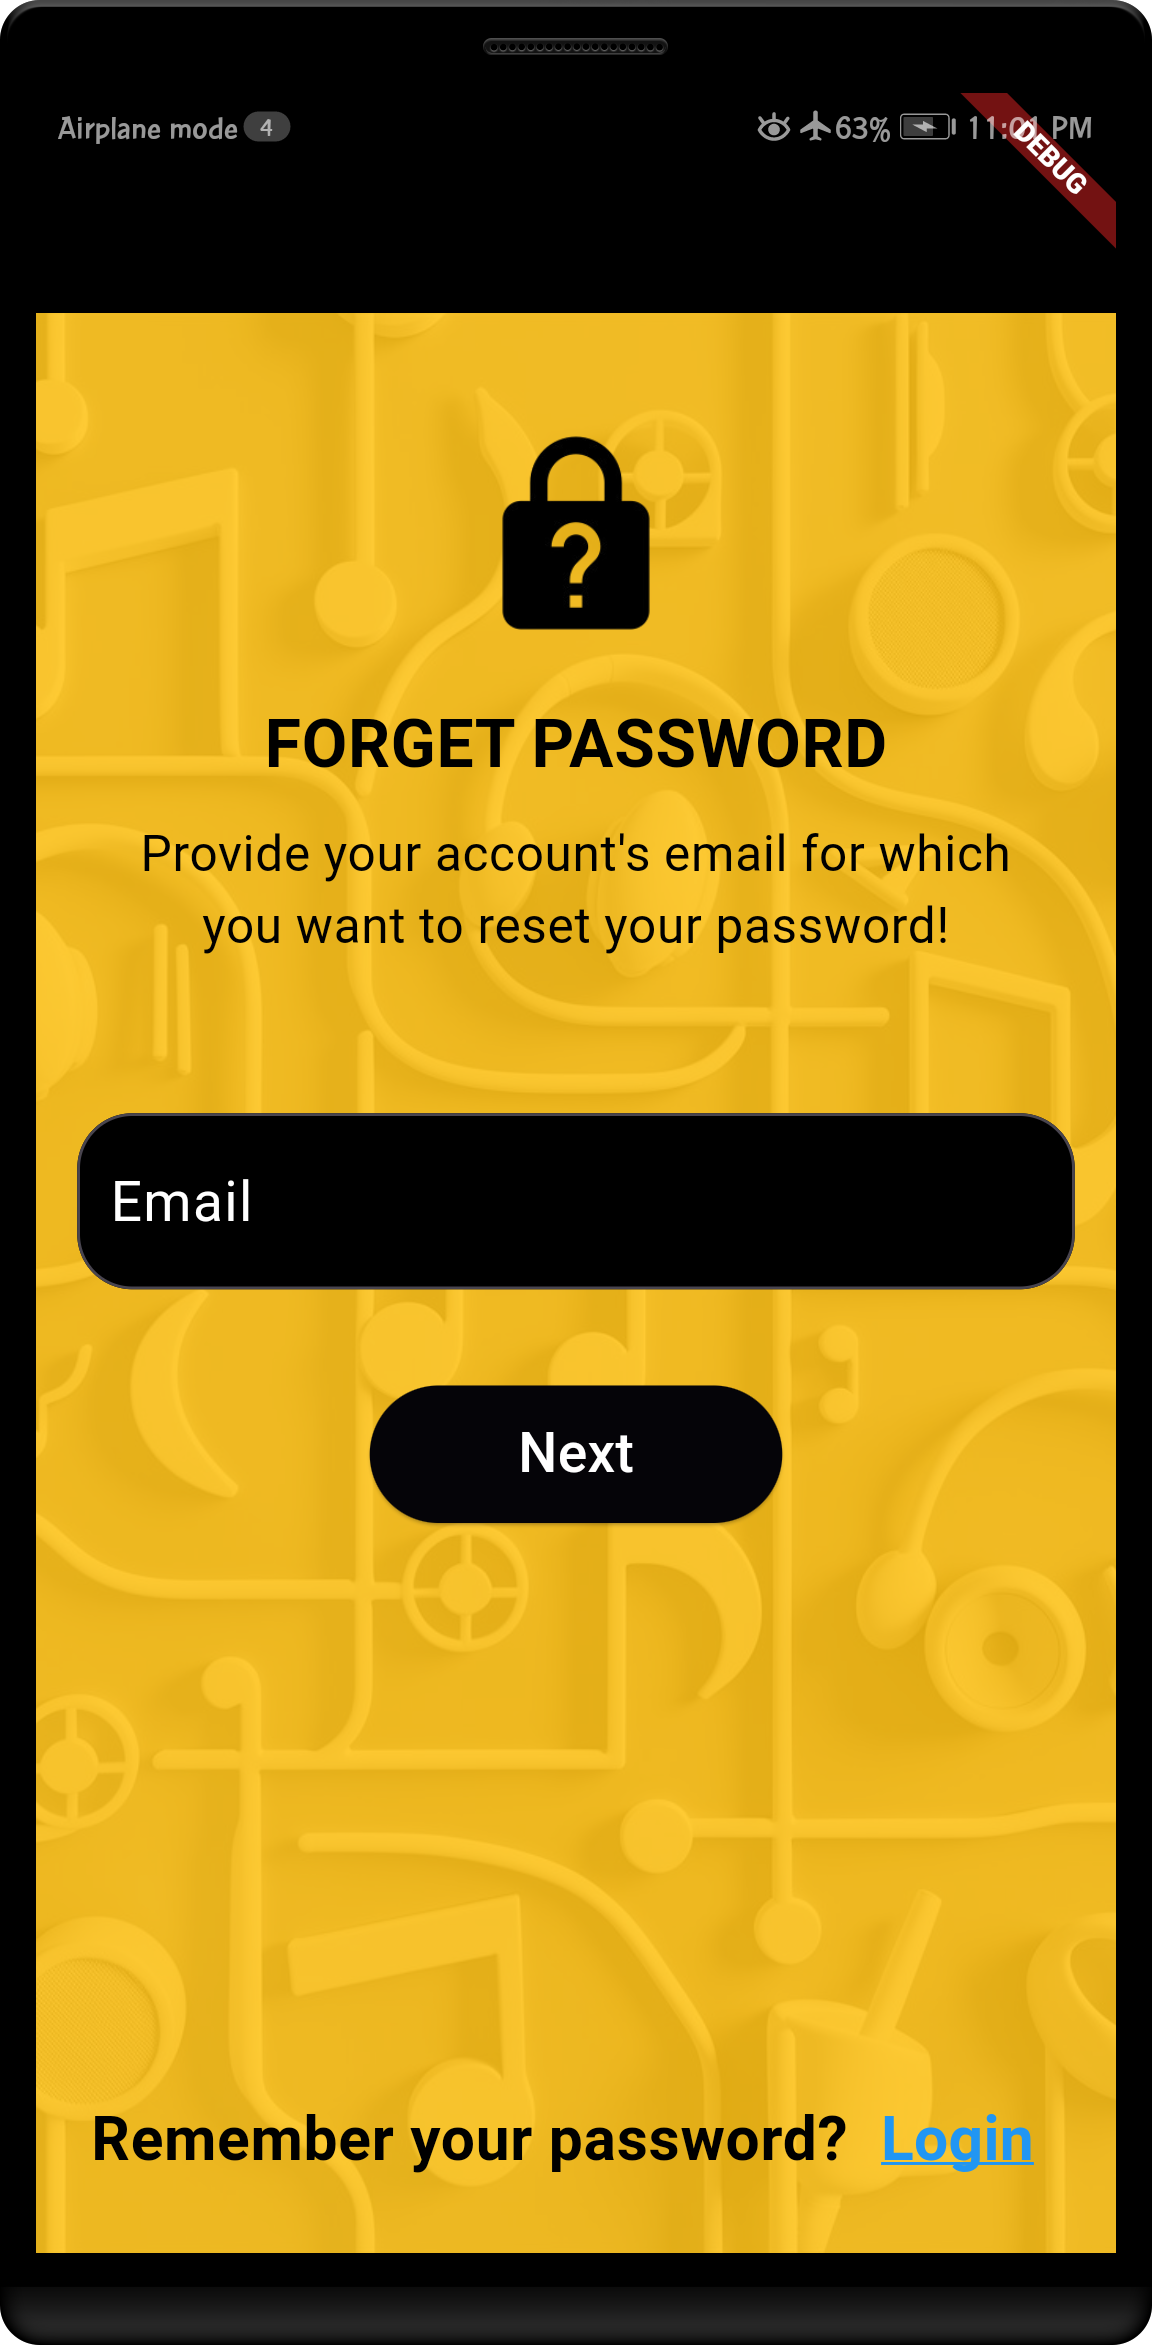 Airplane mode 4 63% 11:01 PM
DEBUG
?
FORGET PASSWORD
Provide your account's email for which
you want to reset your password!
Email
Next
Remember your password? Login